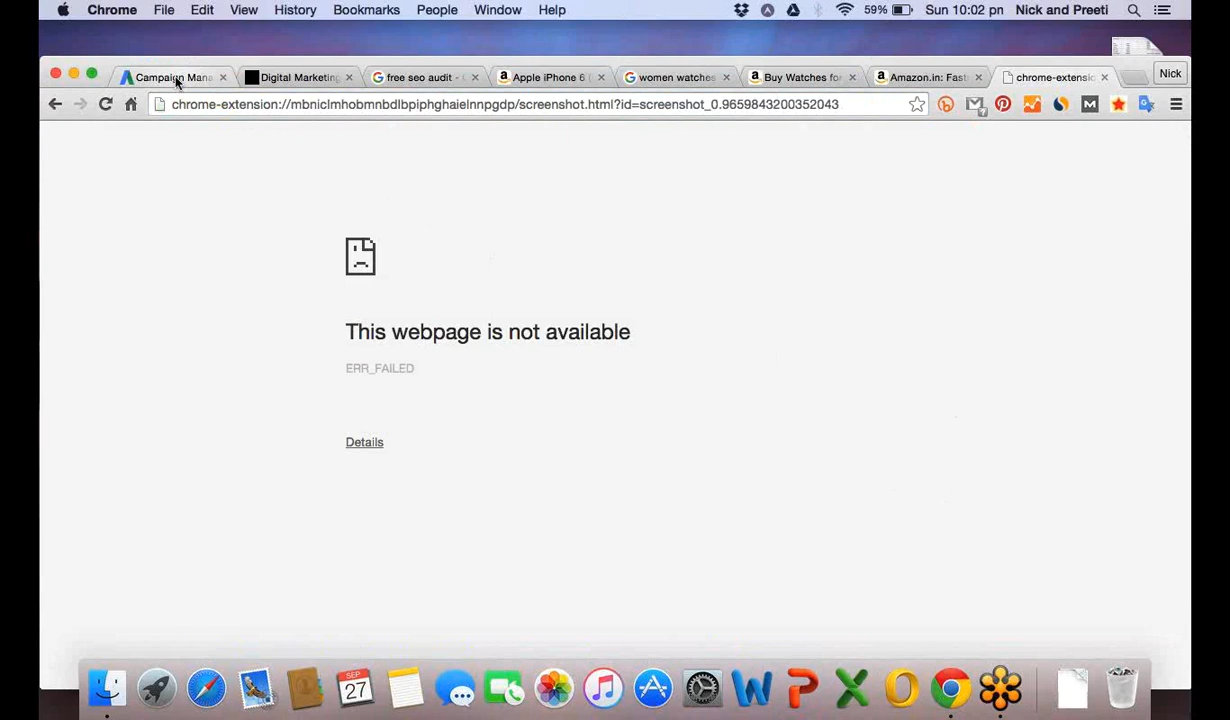 Chrome File Edit View History Bookmarks People Window Help 59% Sun 10:02 pm Nick and Preeti
Campaign Mana Digital Marketing free seo audit - Apple iPhone 6 ( women watches Buy Watches for Amazon.in: Fast chrome-extensio Nick
chrome-extension://mbniclmhobmnbdlbpiphghaielnnpgdp/screenshot.html?id=screenshot_0.9659843200352043
This webpage is not available
ERR_FAILED
Details
SEP
27